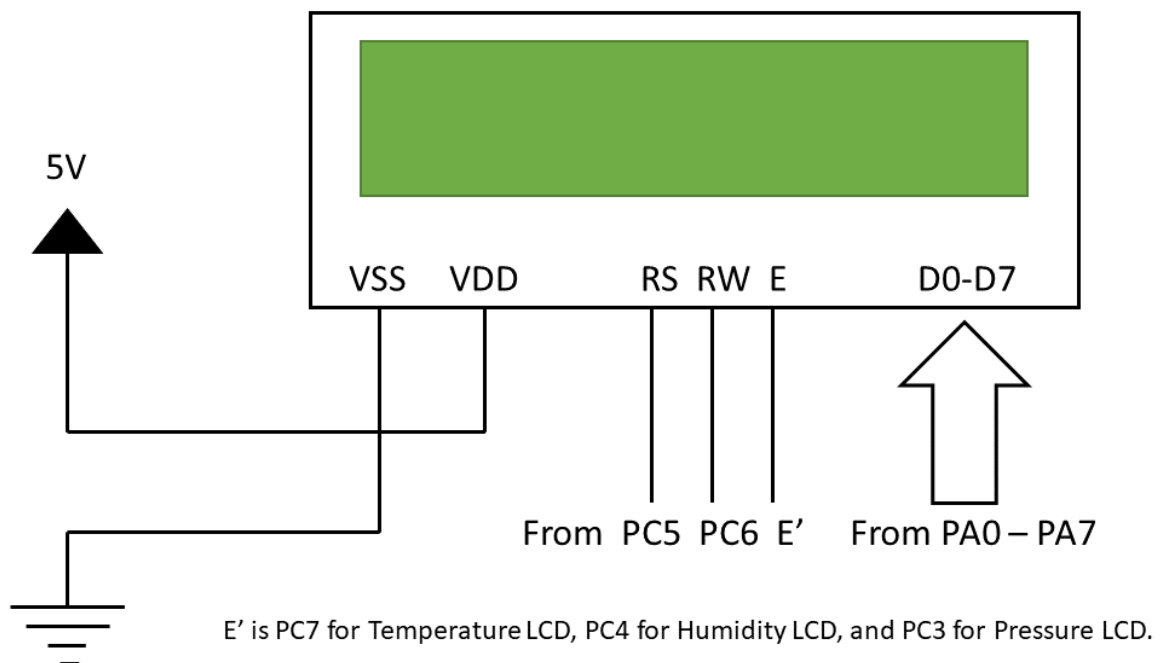 5V
VSS VDD RS RW E D0-D7
From PC5 PC6 E’ From PA0 – PA7
E’ is PC7 for Temperature LCD, PC4 for Humidity LCD, and PC3 for Pressure LCD.